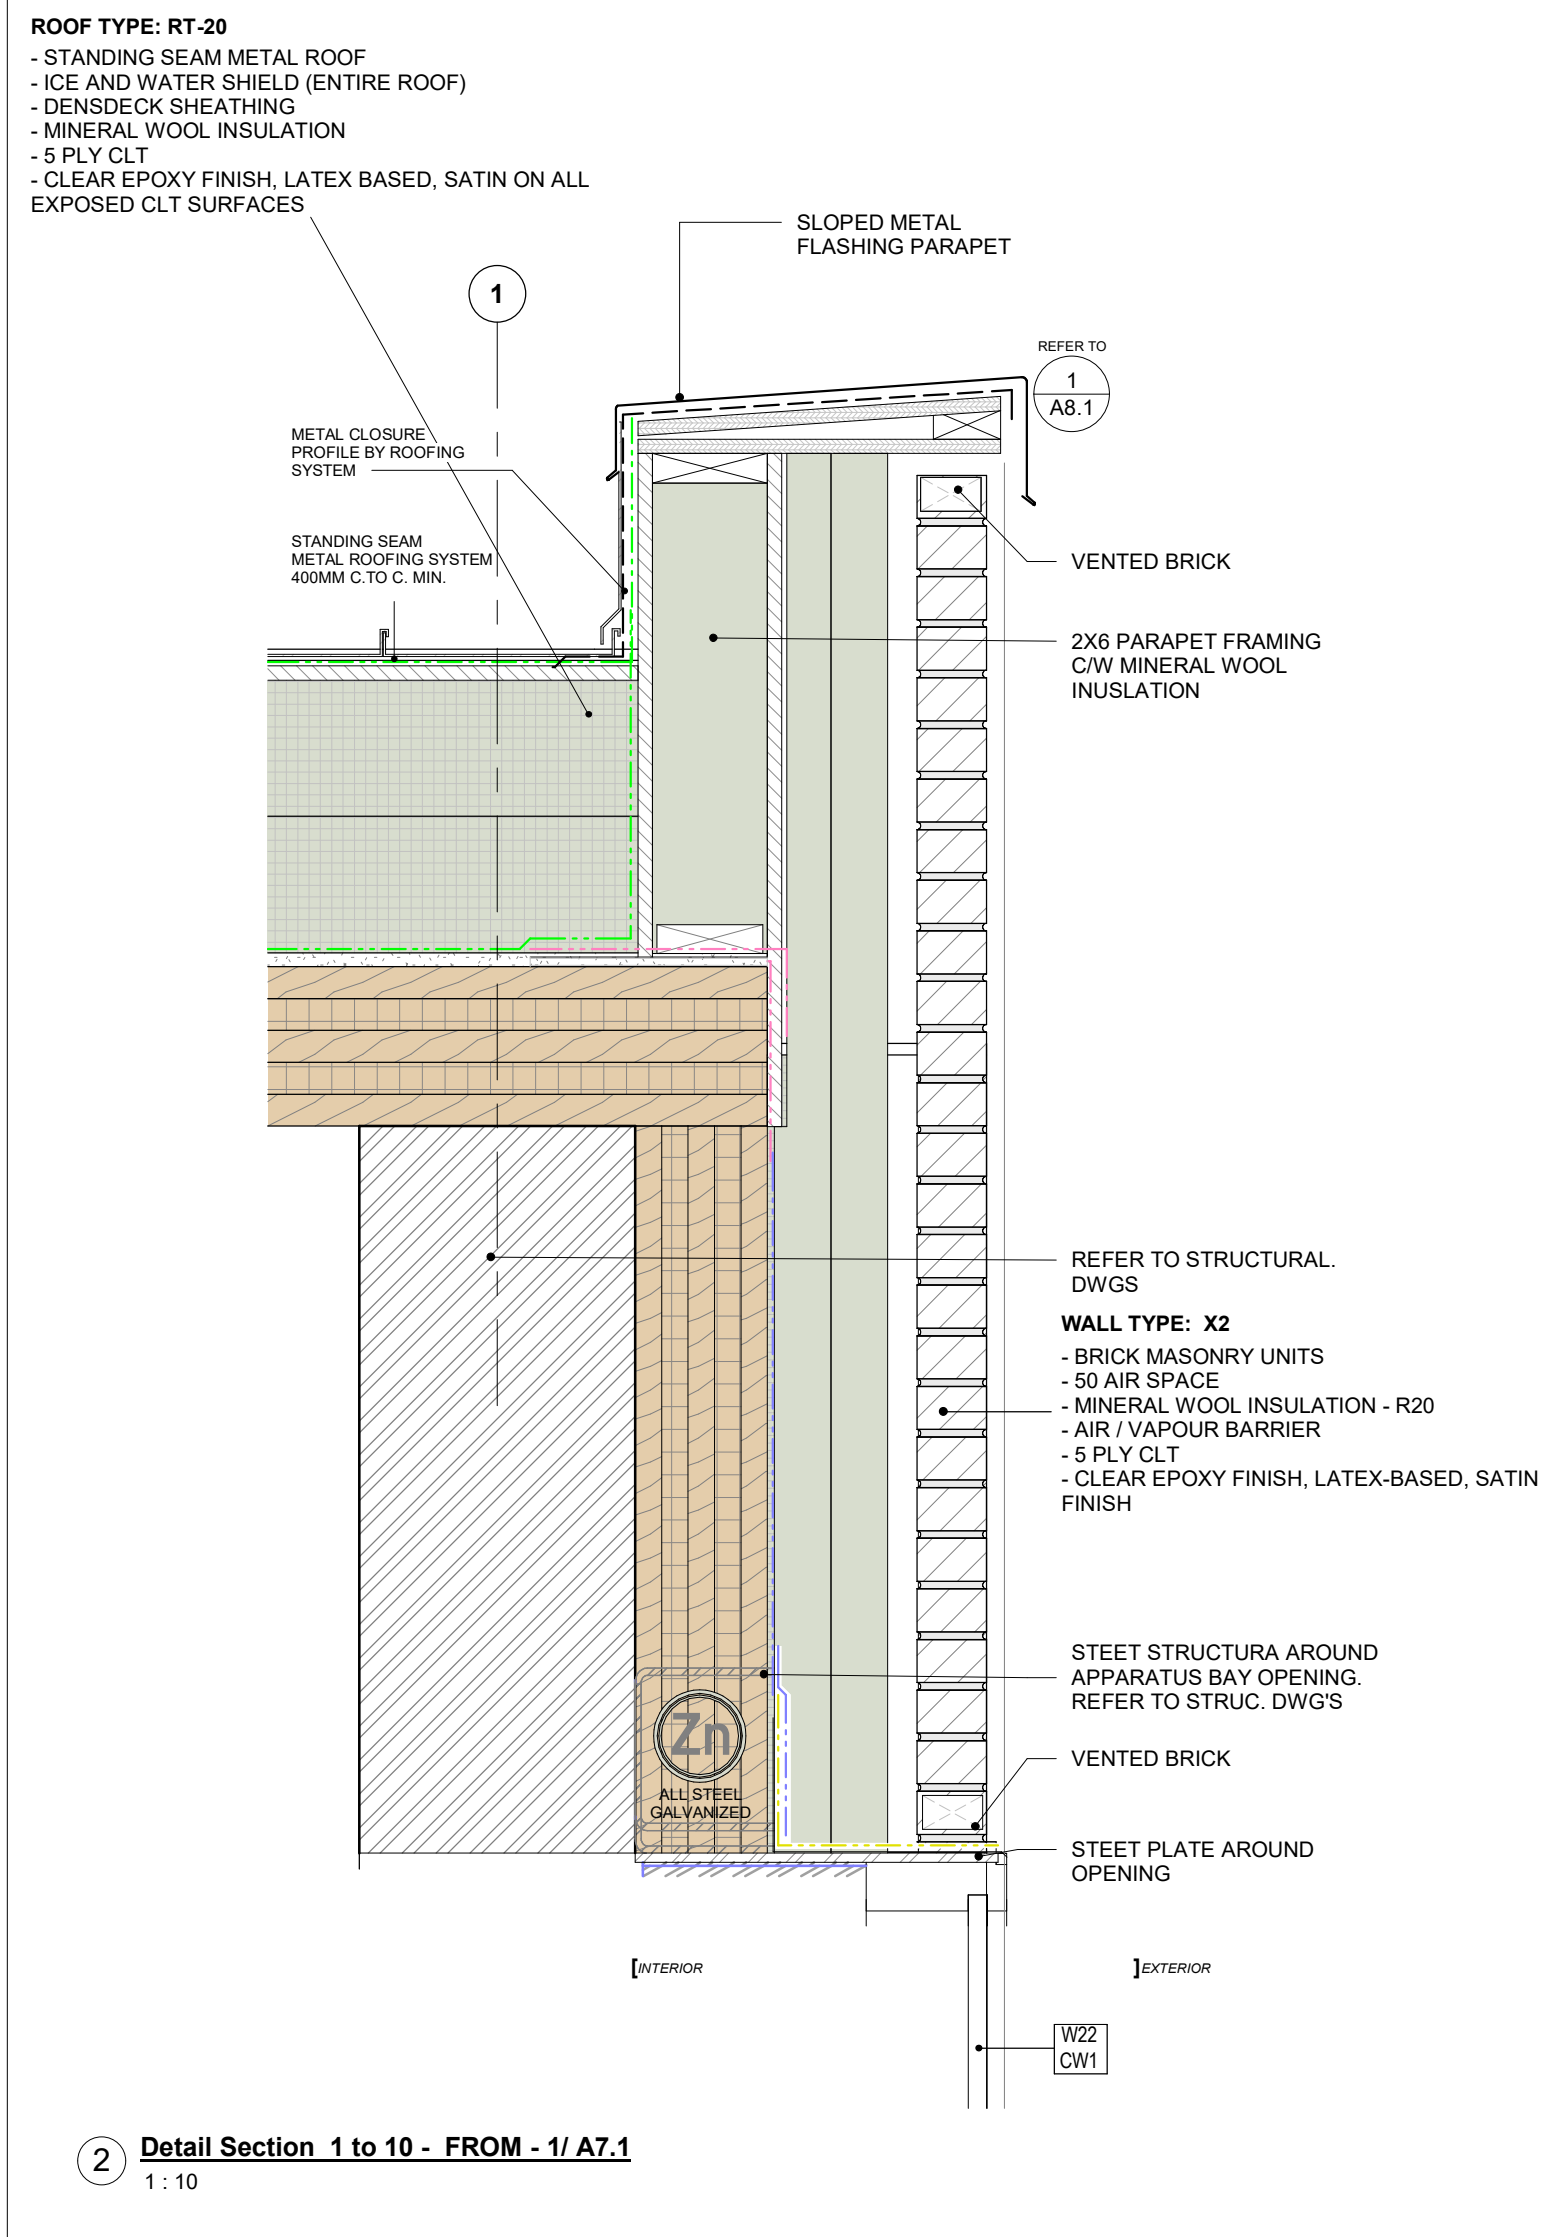 ROOF TYPE: RT-20
- STANDING SEAM METAL ROOF
- ICE AND WATER SHIELD (ENTIRE ROOF)
- DENSDECK SHEATHING
- MINERAL WOOL INSULATION
- 5 PLY CLT
- CLEAR EPOXY FINISH, LATEX BASED, SATIN ON ALL
EXPOSED CLT SURFACES
SLOPED METAL
FLASHING PARAPET
1
REFER TO
1
A8.1
METAL CLOSURE
PROFILE BY ROOFING
SYSTEM
STANDING SEAM
METAL ROOFING SYSTEM
400MM C.TO C. MIN.
VENTED BRICK
2X6 PARAPET FRAMING
C/W MINERAL WOOL
INUSLATION
REFER TO STRUCTURAL.
DWGS
WALL TYPE: X2
- BRICK MASONRY UNITS
- 50 AIR SPACE
- MINERAL WOOL INSULATION - R20
- AIR / VAPOUR BARRIER
- 5 PLY CLT
- CLEAR EPOXY FINISH, LATEX-BASED, SATIN
FINISH
STEET STRUCTURA AROUND
APPARATUS BAY OPENING.
REFER TO STRUC. DWG'S
Zn
ALL STEEL
GALVANIZED
VENTED BRICK
STEET PLATE AROUND
OPENING
[INTERIOR
]EXTERIOR
W22
CW1
2
Detail Section 1 to 10 - FROM - 1/ A7.1
1 : 10